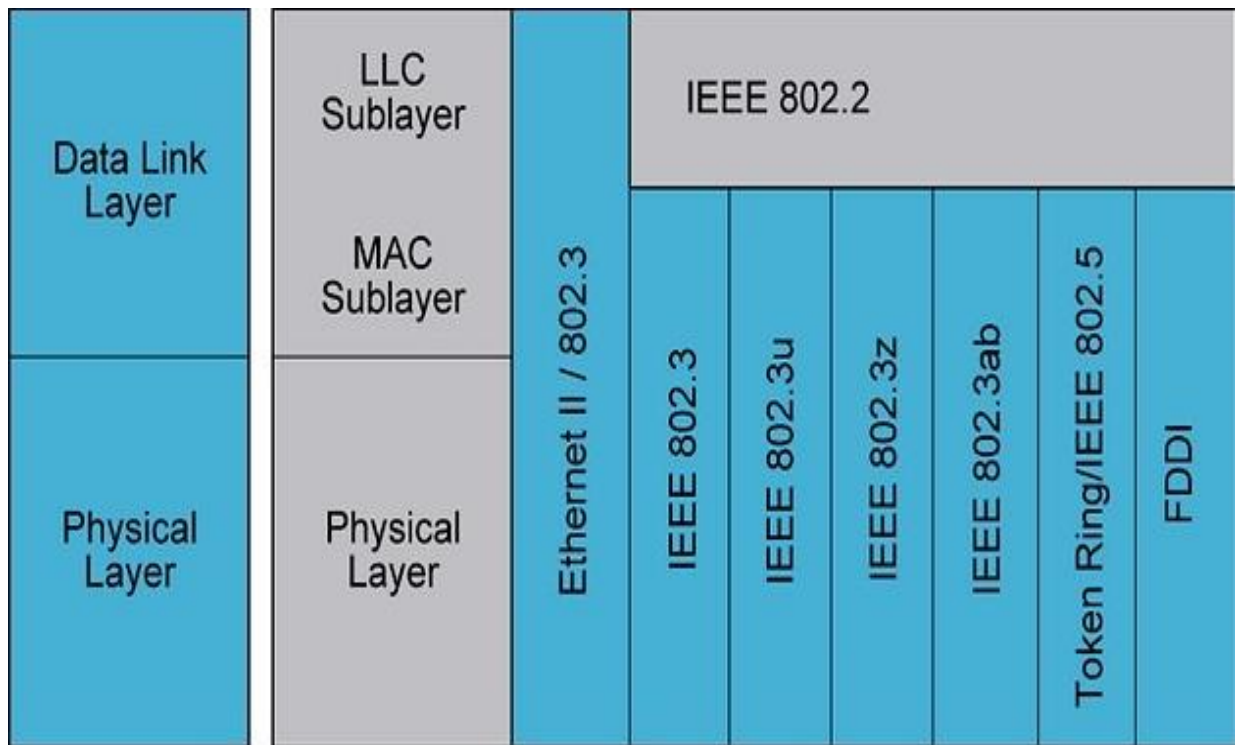 Data Link
Layer
Physical
Layer
LLC
Sublayer
MAC
Sublayer
Physical
Layer
Ethernet II / 802.3
IEEE 802.2
IEEE 802.3
IEEE 802.3u
IEEE 802.3z
IEEE 802.3ab
Token Ring/IEEE 802.5
FDDI